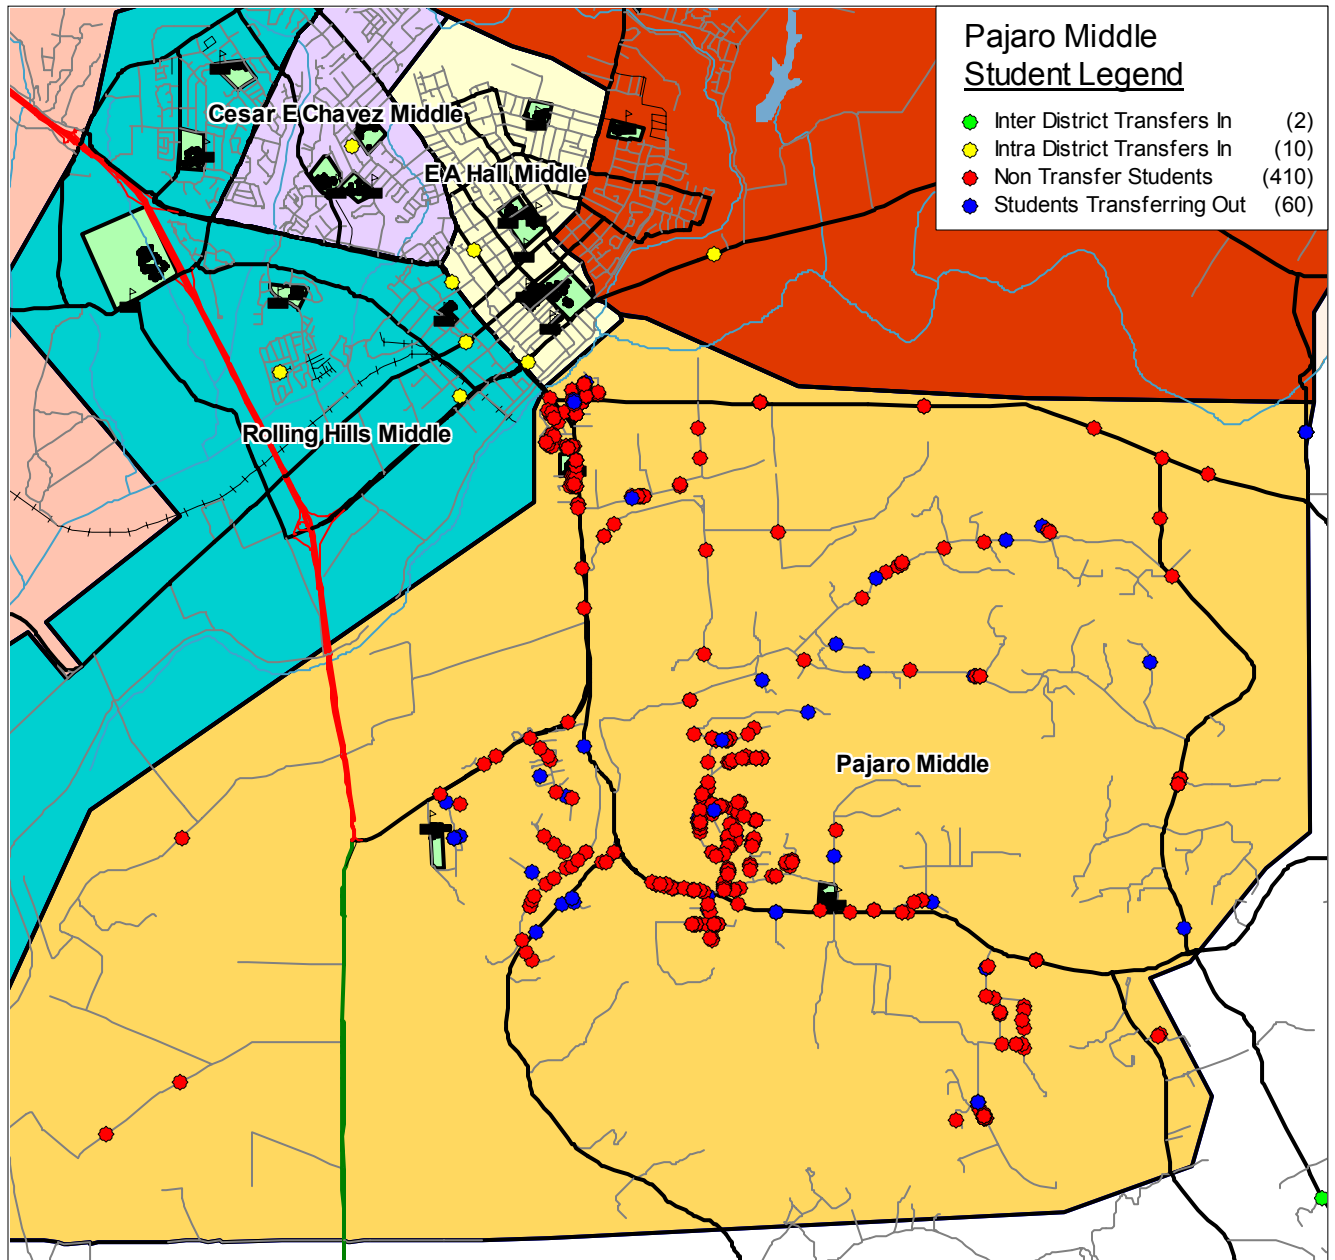 Pajaro Middle
Student Legend
Inter District Transfers In (2)
Intra District Transfers In (10)
Non Transfer Students (410)
Students Transferring Out (60)
Cesar E Chavez Middle
E A Hall Middle
Rolling Hills Middle
Pajaro Middle